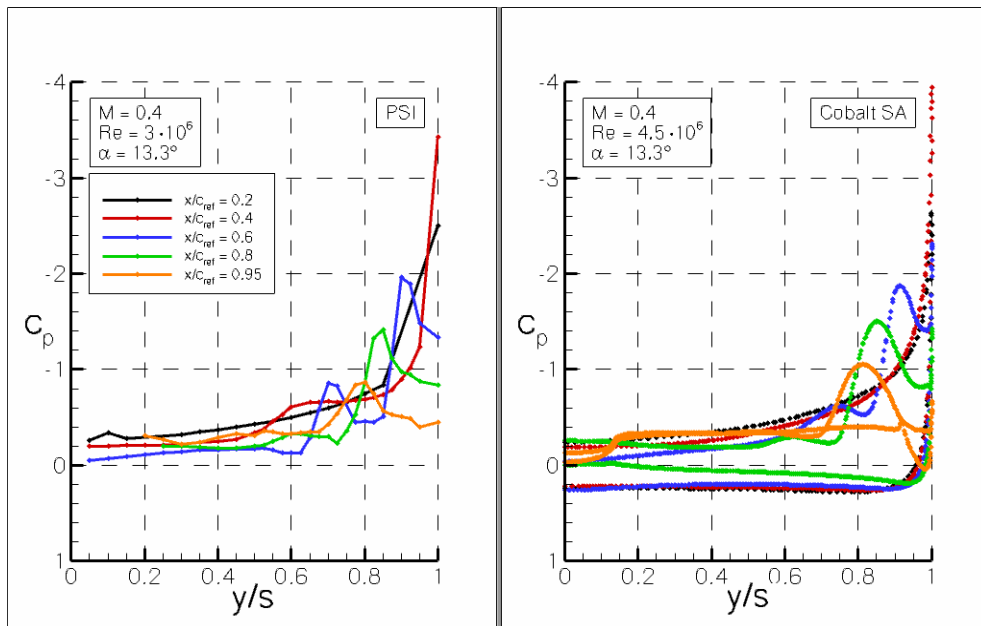 -4
-3
-2
-1
0
1
C_p
M = 0.4
Re = 3·10⁶
α = 13.3°
PSI
x/c_ref = 0.2
x/c_ref = 0.4
x/c_ref = 0.6
x/c_ref = 0.8
x/c_ref = 0.95
0 0.2 0.4 0.6 0.8 1
y/s
-4
-3
-2
-1
0
1
C_p
M = 0.4
Re = 4.5·10⁶
α = 13.3°
Cobalt SA
0 0.2 0.4 0.6 0.8 1
y/s